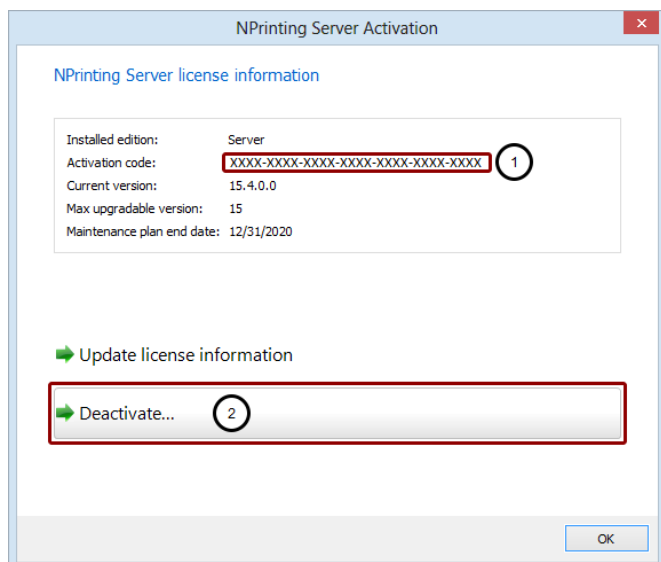 NPrinting Server Activation
NPrinting Server license information
Installed edition: Server
Activation code: XXXX-XXXX-XXXX-XXXX-XXXX-XXXX-XXXX 1
Current version: 15.4.0.0
Max upgradable version: 15
Maintenance plan end date: 12/31/2020
Update license information
Deactivate... 2
OK